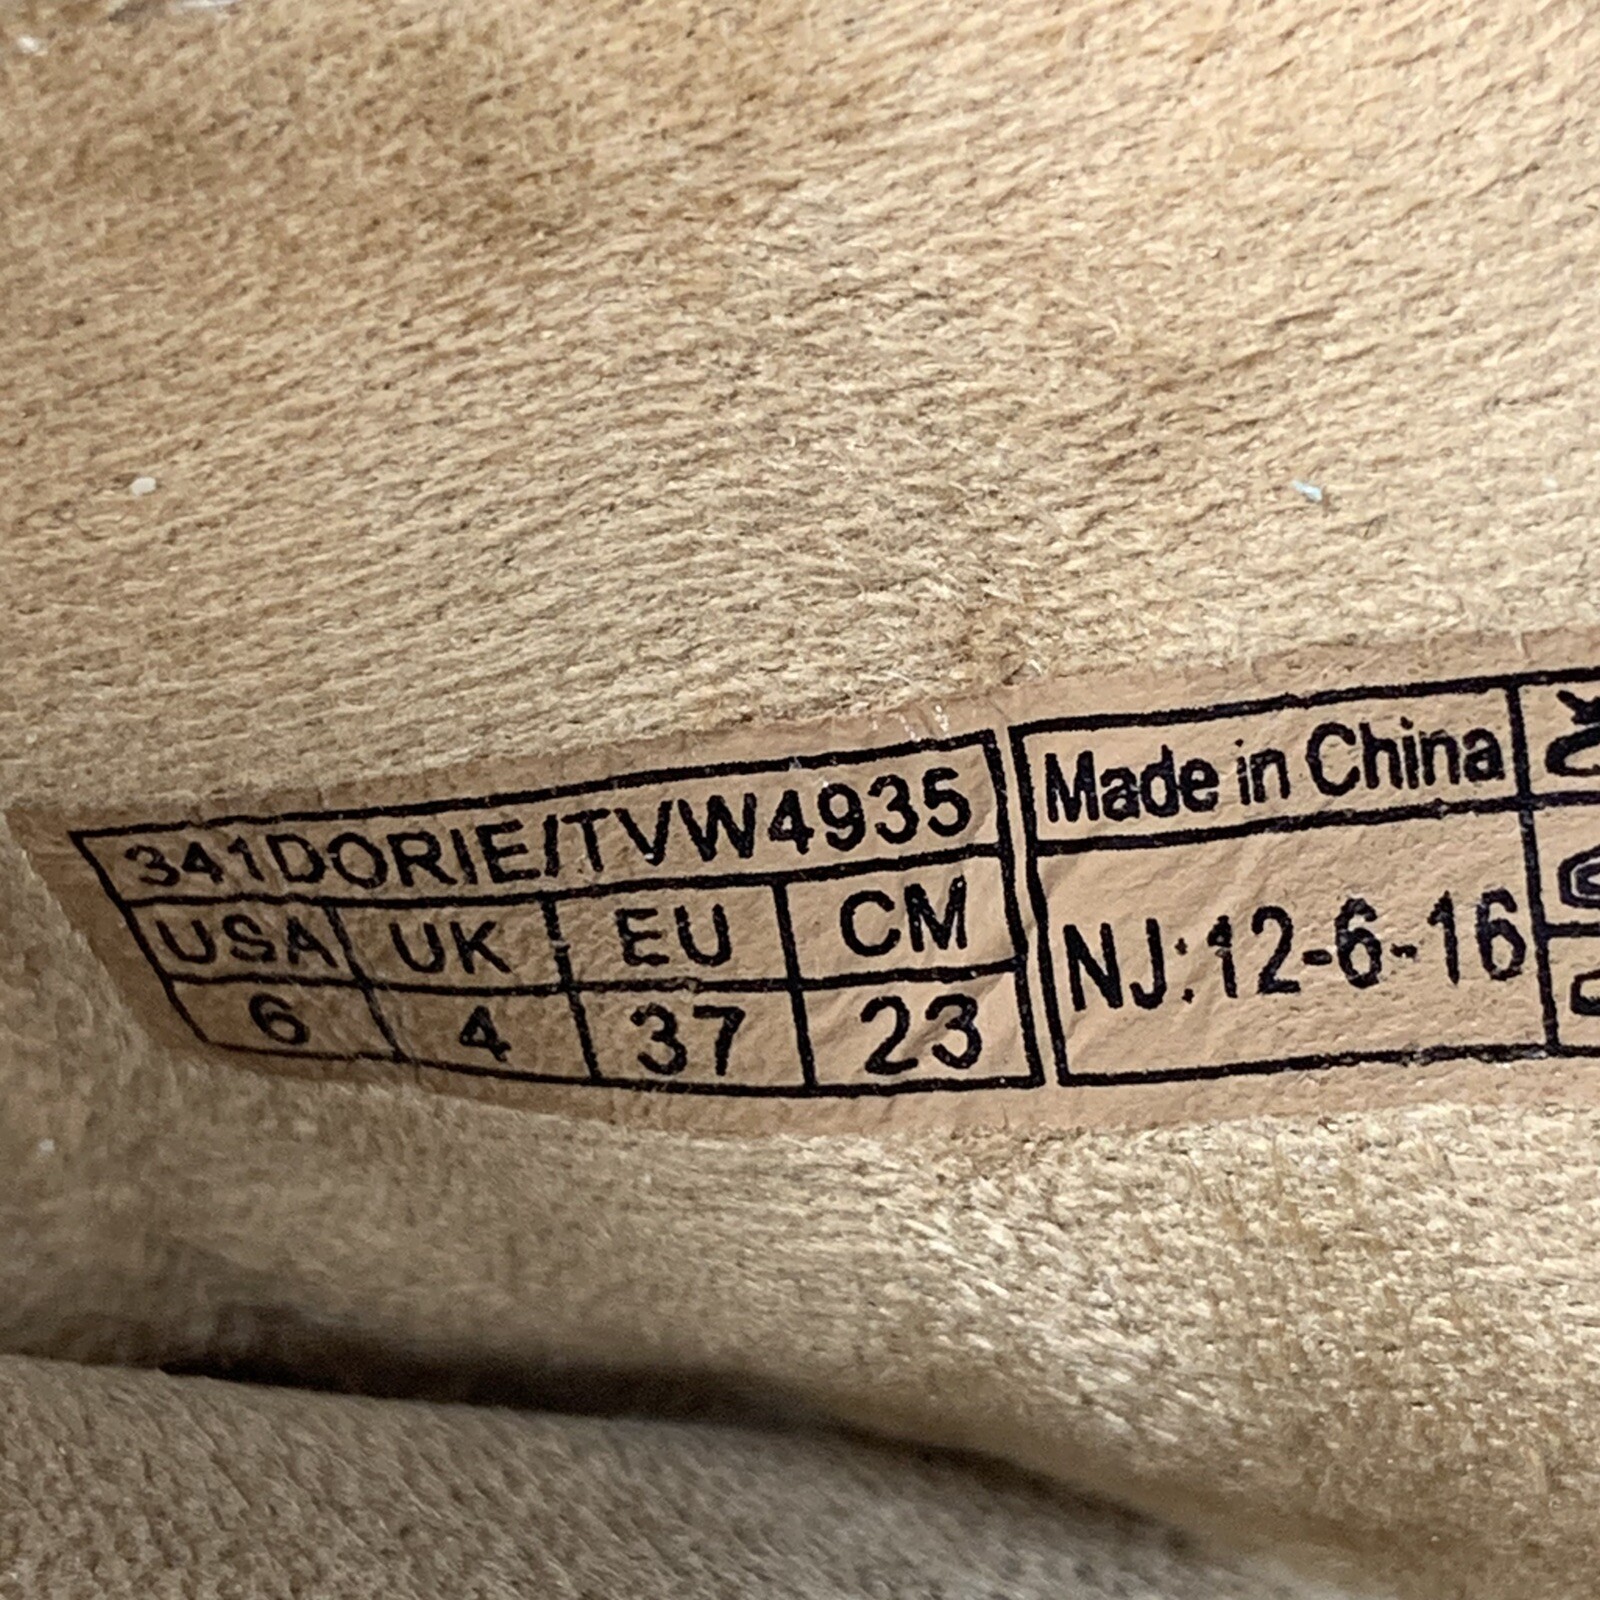 341DORIE/TVW4935
USA UK EU CM
6 4 37 23
Made in China
NJ:12-6-16